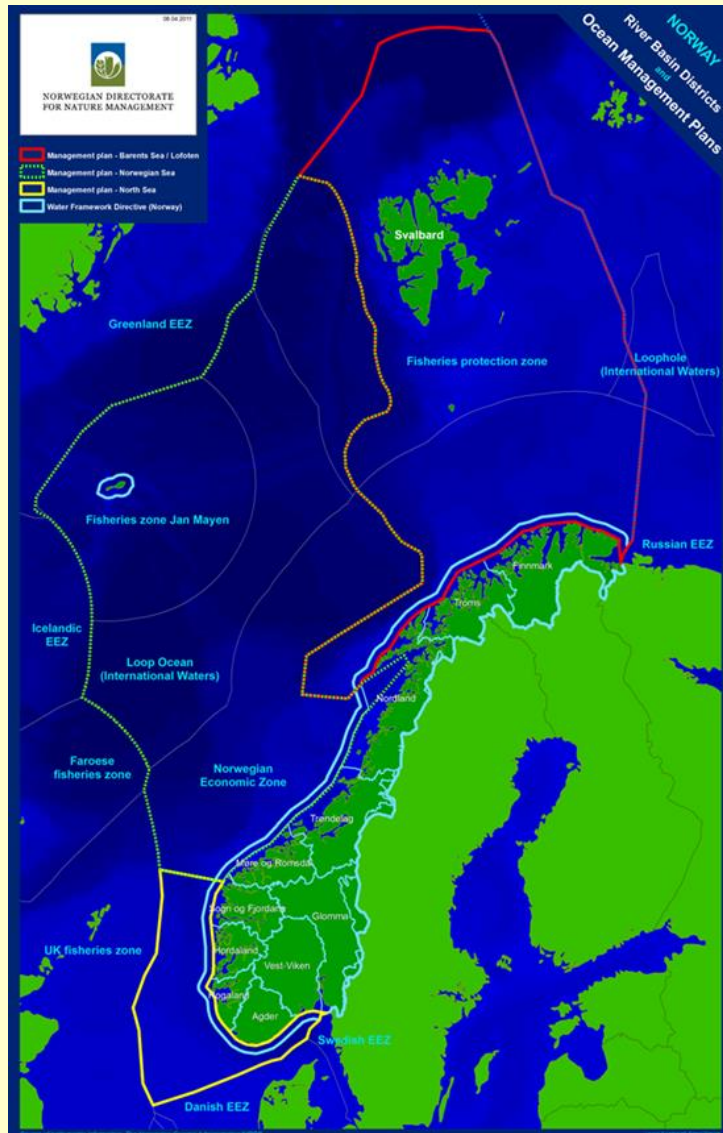 08.04.2011
NORWEGIAN DIRECTORATE
FOR NATURE MANAGEMENT
NORWAY
River Basin Districts
and
Ocean Management Plans
Management plan - Barents Sea / Lofoten
Management plan - Norwegian Sea
Management plan - North Sea
Water Framework Directive (Norway)
Svalbard
Greenland EEZ
Fisheries protection zone
Loophole
(International Waters)
Fisheries zone Jan Mayen
Russian EEZ
Finnmark
Troms
Icelandic
EEZ
Loop Ocean
(International Waters)
Nordland
Faroese
fisheries zone
Norwegian
Economic Zone
Trøndelag
Møre og Romsdal
Sogn og Fjordane
Glomma
UK fisheries zone
Hordaland
Vest-Viken
Rogaland
Agder
Swedish EEZ
Danish EEZ